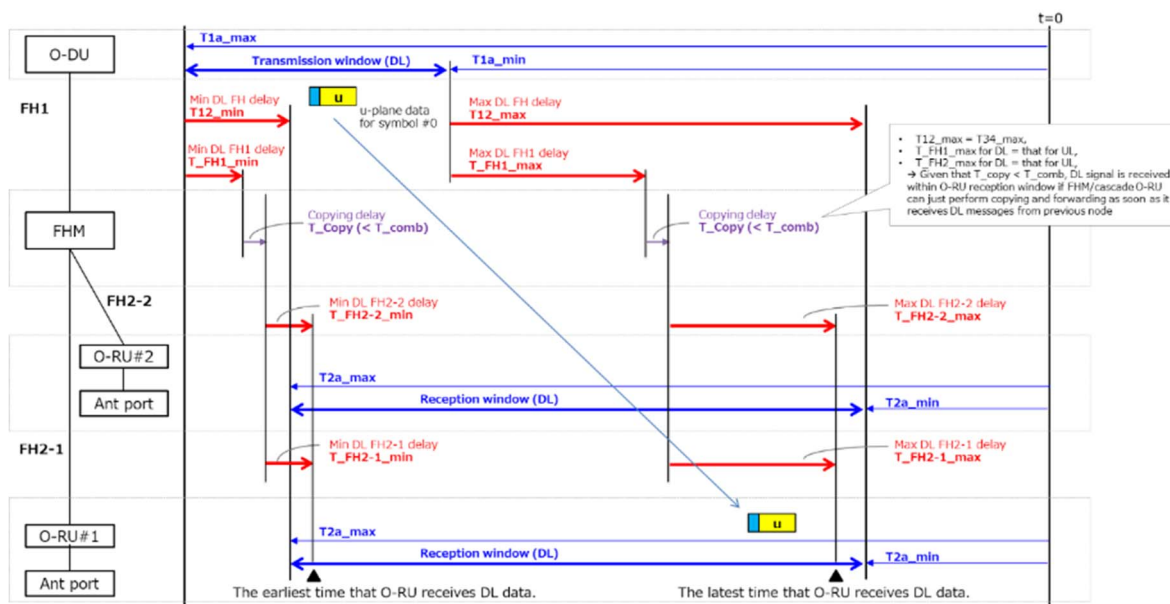 t=0
O-DU
T1a_max
Transmission window (DL)
T1a_min
FH1
Min DL FH delay
T12_min
u
u-plane data
for symbol #0
Max DL FH delay
T12_max
Min DL FH1 delay
T_FH1_min
Max DL FH1 delay
T_FH1_max
• T12_max = T34_max,
• T_FH1_max for DL = that for UL,
• T_FH2_max for DL = that for UL,
→ Given that T_copy < T_comb, DL signal is received
within O-RU reception window if FHM/cascade O-RU
can just perform copying and forwarding as soon as it
receives DL messages from previous node
FHM
Copying delay
T_Copy (< T_comb)
Copying delay
T_Copy (< T_comb)
FH2-2
Min DL FH2-2 delay
T_FH2-2_min
Max DL FH2-2 delay
T_FH2-2_max
O-RU#2
Ant port
T2a_max
Reception window (DL)
T2a_min
FH2-1
Min DL FH2-1 delay
T_FH2-1_min
Max DL FH2-1 delay
T_FH2-1_max
O-RU#1
Ant port
u
T2a_max
Reception window (DL)
T2a_min
The earliest time that O-RU receives DL data.
The latest time that O-RU receives DL data.